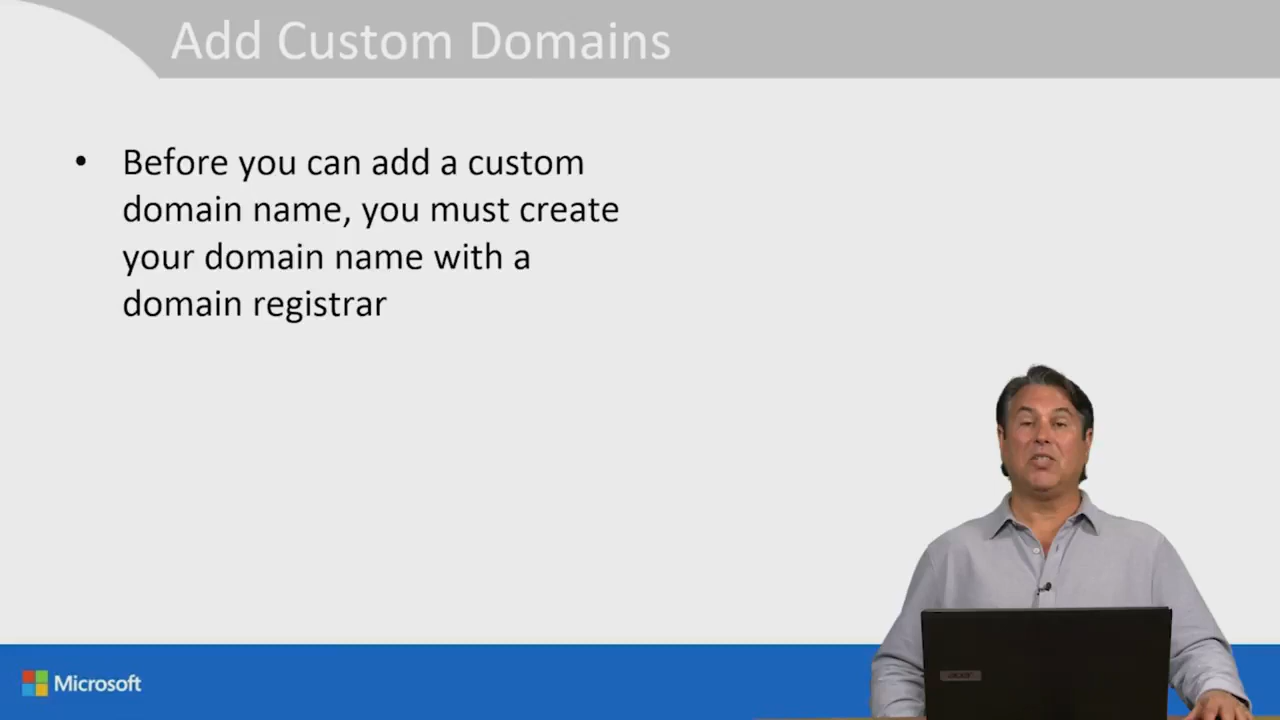 Add Custom Domains
• Before you can add a custom
domain name, you must create
your domain name with a
domain registrar
Microsoft
acer